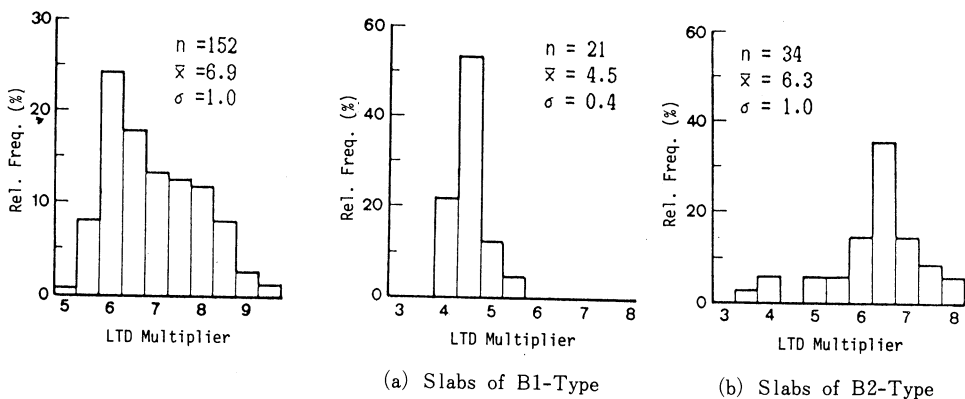 30
20
10
0
Rel. Freq. (%)
n =152
x̄ =6.9
σ =1.0
5 6 7 8 9
LTD Multiplier
60
40
20
0
Rel. Freq. (%)
n = 21
x̄ = 4.5
σ = 0.4
3 4 5 6 7 8
LTD Multiplier
(a) Slabs of B1-Type
60
40
20
0
Rel. Freq. (%)
n = 34
x̄ = 6.3
σ = 1.0
3 4 5 6 7 8
LTD Multiplier
(b) Slabs of B2-Type